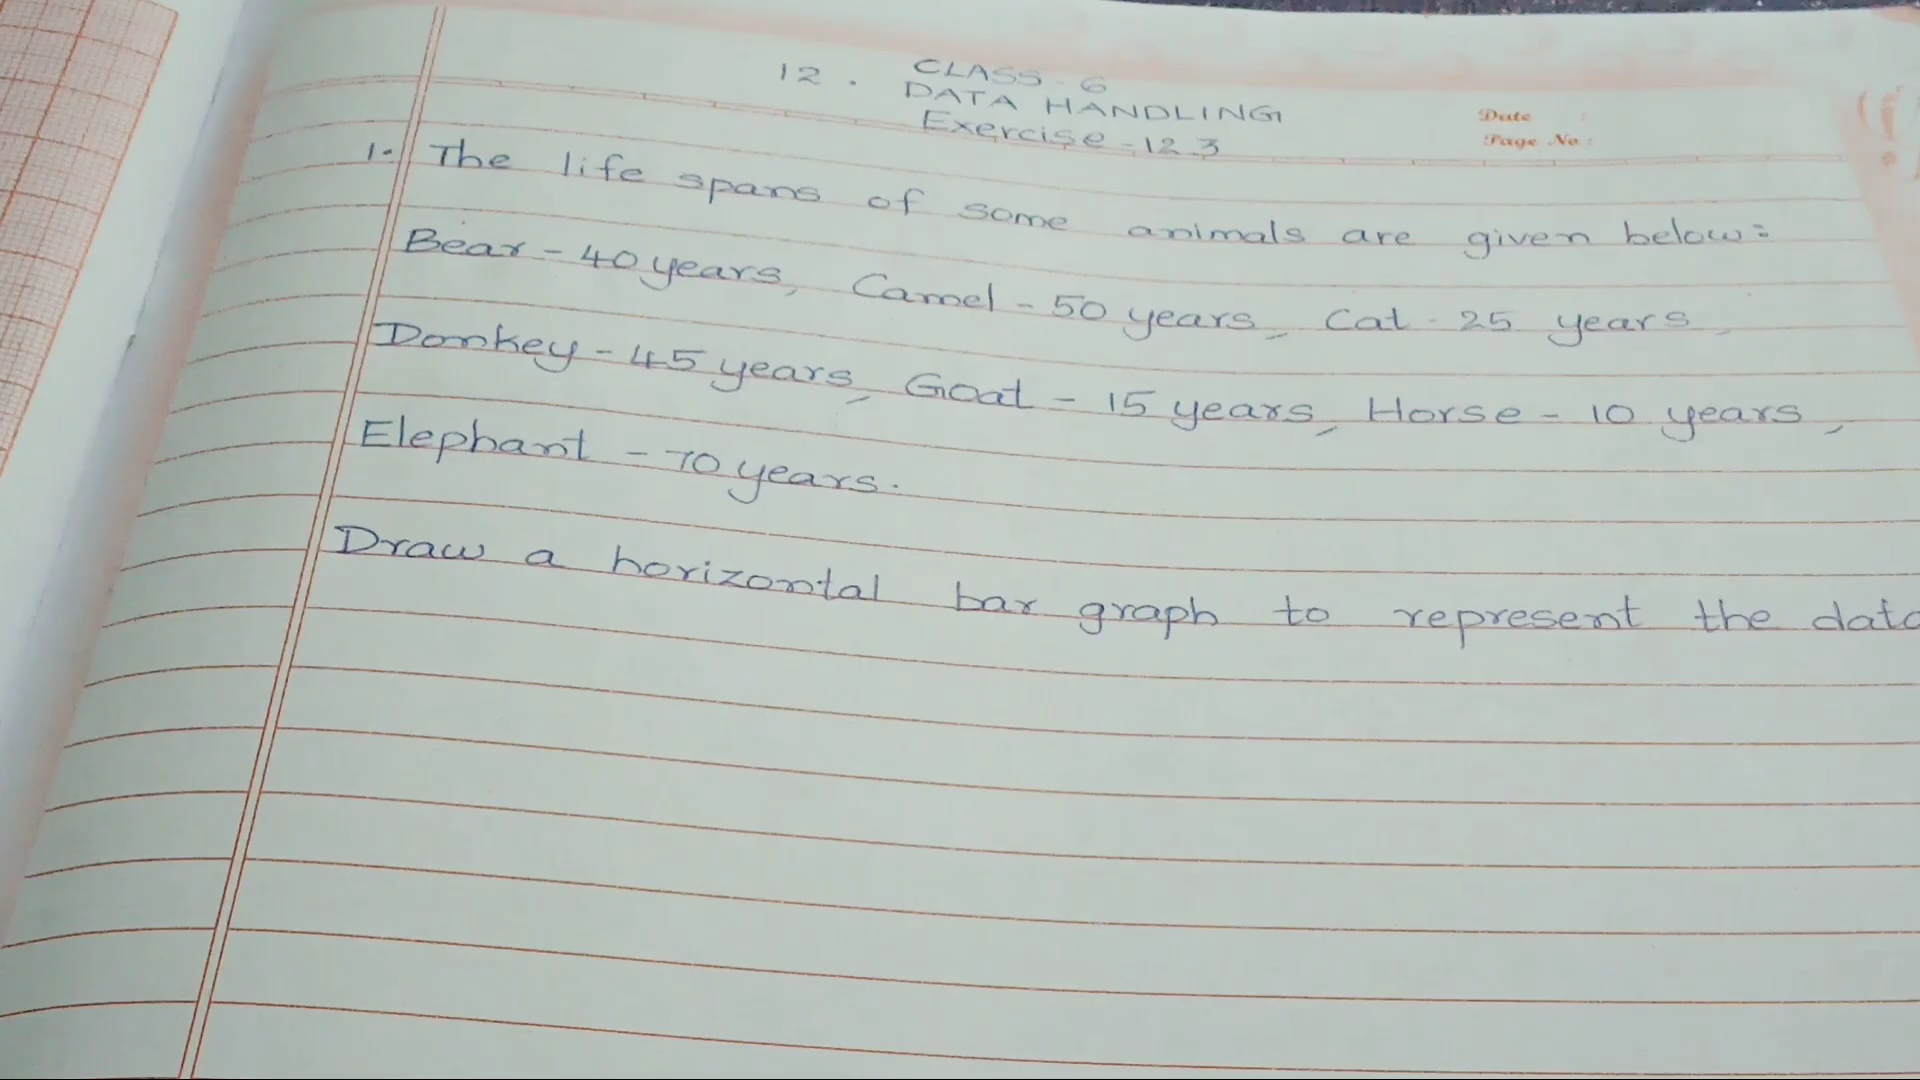 CLASS - 6
12. DATA HANDLING
Exercise - 12.3
Date :
Page No :
1. The life spans of some animals are given below:
Bear - 40 years, Camel - 50 years, Cat - 25 years,
Donkey - 45 years, Goat - 15 years, Horse - 10 years,
Elephant - 70 years.
Draw a horizontal bar graph to represent the data